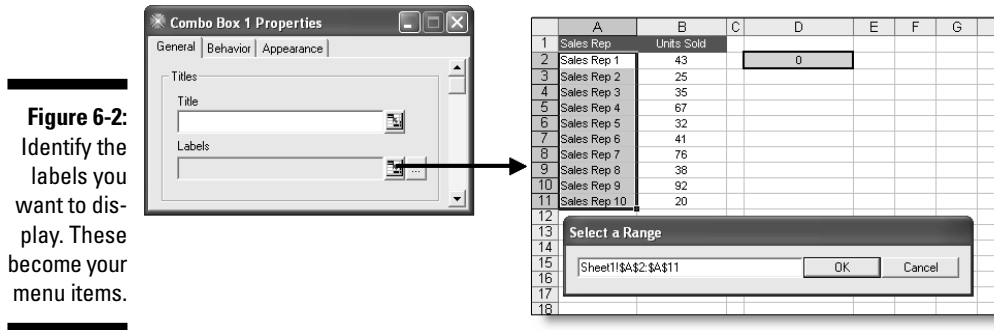 Figure 6-2:
Identify the
labels you
want to dis-
play. These
become your
menu items.
Combo Box 1 Properties
General Behavior Appearance
Titles
Title
Labels
...
A B C D E F G
1 Sales Rep Units Sold
2 Sales Rep 1 43 0
3 Sales Rep 2 25
4 Sales Rep 3 35
5 Sales Rep 4 67
6 Sales Rep 5 32
7 Sales Rep 6 41
8 Sales Rep 7 76
9 Sales Rep 8 38
10 Sales Rep 9 92
11 Sales Rep 10 20
12
13
14
15
16
17
18
Select a Range
Sheet1!$A$2:$A$11 OK Cancel